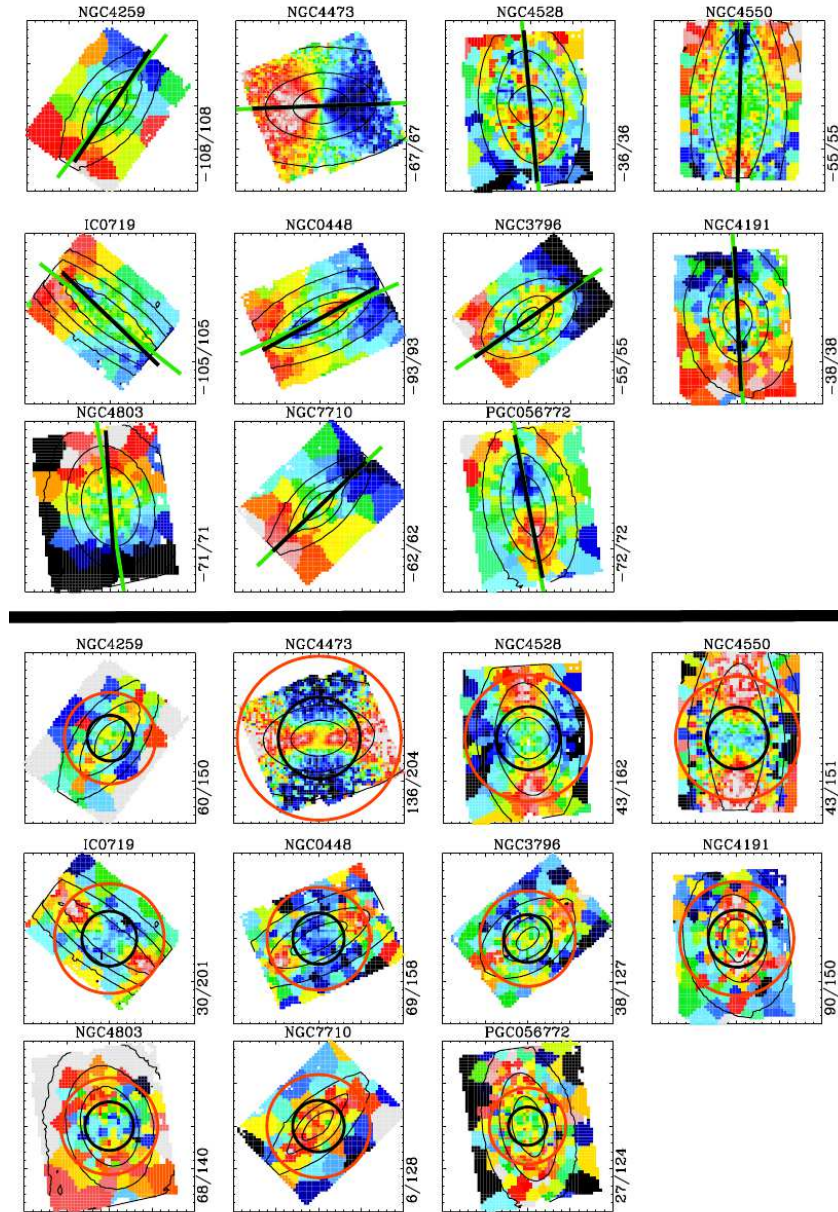 NGC4259 NGC4473 NGC4528 NGC4550
−108/108 −67/67 −36/36 −55/55
IC0719 NGC0448 NGC3796 NGC4191
−105/105 −93/93 −55/55 −38/38
NGC4803 NGC7710 PGC056772
−71/71 −62/62 −72/72
NGC4259 NGC4473 NGC4528 NGC4550
60/150 136/204 43/162 43/151
IC0719 NGC0448 NGC3796 NGC4191
30/201 69/158 38/127 80/150
NGC4803 NGC7710 PGC056772
68/140 6/128 27/124